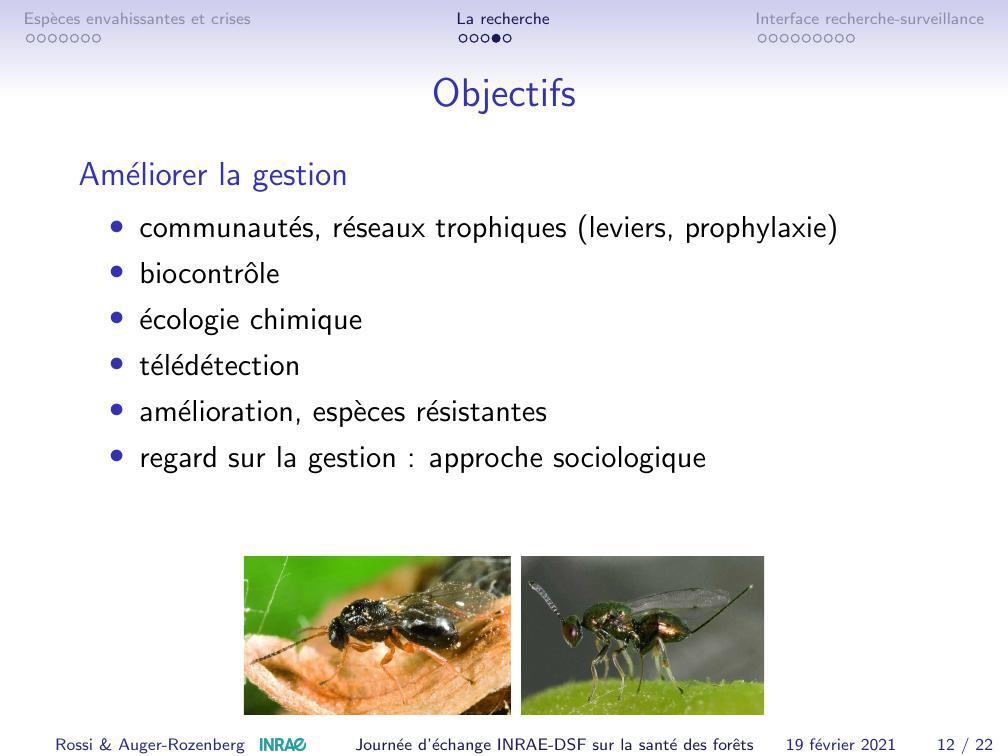 Espèces envahissantes et crises
La recherche
Interface recherche-surveillance
Objectifs
Améliorer la gestion
• communautés, réseaux trophiques (leviers, prophylaxie)
• biocontrôle
• écologie chimique
• télédétection
• amélioration, espèces résistantes
• regard sur la gestion : approche sociologique
Rossi & Auger-Rozenberg INRAE Journée d'échange INRAE-DSF sur la santé des forêts 19 février 2021 12 / 22